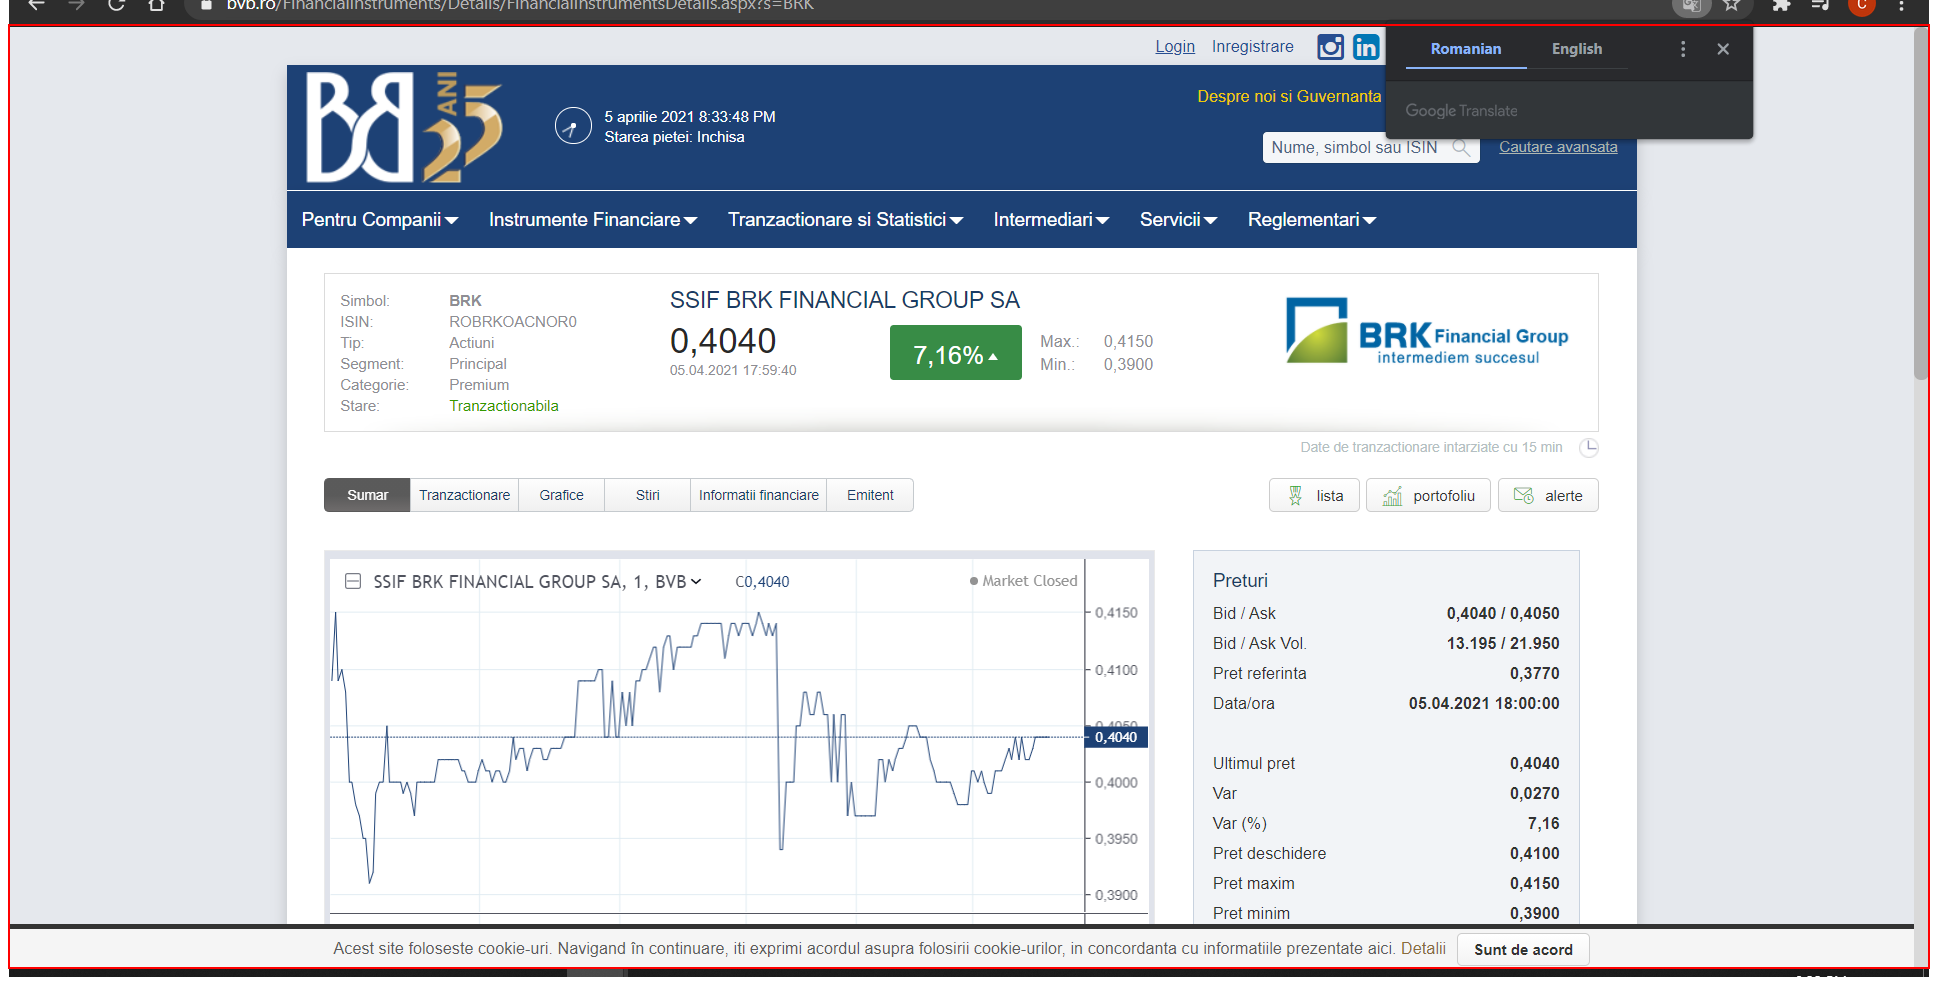 bvb.ro/FinancialInstruments/Details/FinancialInstrumentsDetails.aspx?s=BRK
C
Login Inregistrare
Romanian English
Google Translate
ANI
25
5 aprilie 2021 8:33:48 PM
Starea pietei: Inchisa
Despre noi si Guvernanta
Nume, simbol sau ISIN
Cautare avansata
Pentru Companii Instrumente Financiare Tranzactionare si Statistici Intermediari Servicii Reglementari
Simbol: BRK
ISIN: ROBRKOACNOR0
Tip: Actiuni
Segment: Principal
Categorie: Premium
Stare: Tranzactionabila
SSIF BRK FINANCIAL GROUP SA
0,4040
05.04.2021 17:59:40
7,16%
Max.: 0,4150
Min.: 0,3900
BRK Financial Group
intermediem succesul
Date de tranzactionare intarziate cu 15 min
Sumar Tranzactionare Grafice Stiri Informatii financiare Emitent
lista portofoliu alerte
SSIF BRK FINANCIAL GROUP SA, 1, BVB C0,4040 Market Closed
0,4150
0,4100
0,4050
0,4040
0,4000
0,3950
0,3900
Preturi
Bid / Ask 0,4040 / 0,4050
Bid / Ask Vol. 13.195 / 21.950
Pret referinta 0,3770
Data/ora 05.04.2021 18:00:00
Ultimul pret 0,4040
Var 0,0270
Var (%) 7,16
Pret deschidere 0,4100
Pret maxim 0,4150
Pret minim 0,3900
Acest site foloseste cookie-uri. Navigand în continuare, iti exprimi acordul asupra folosirii cookie-urilor, in concordanta cu informatiile prezentate aici. Detalii
Sunt de acord